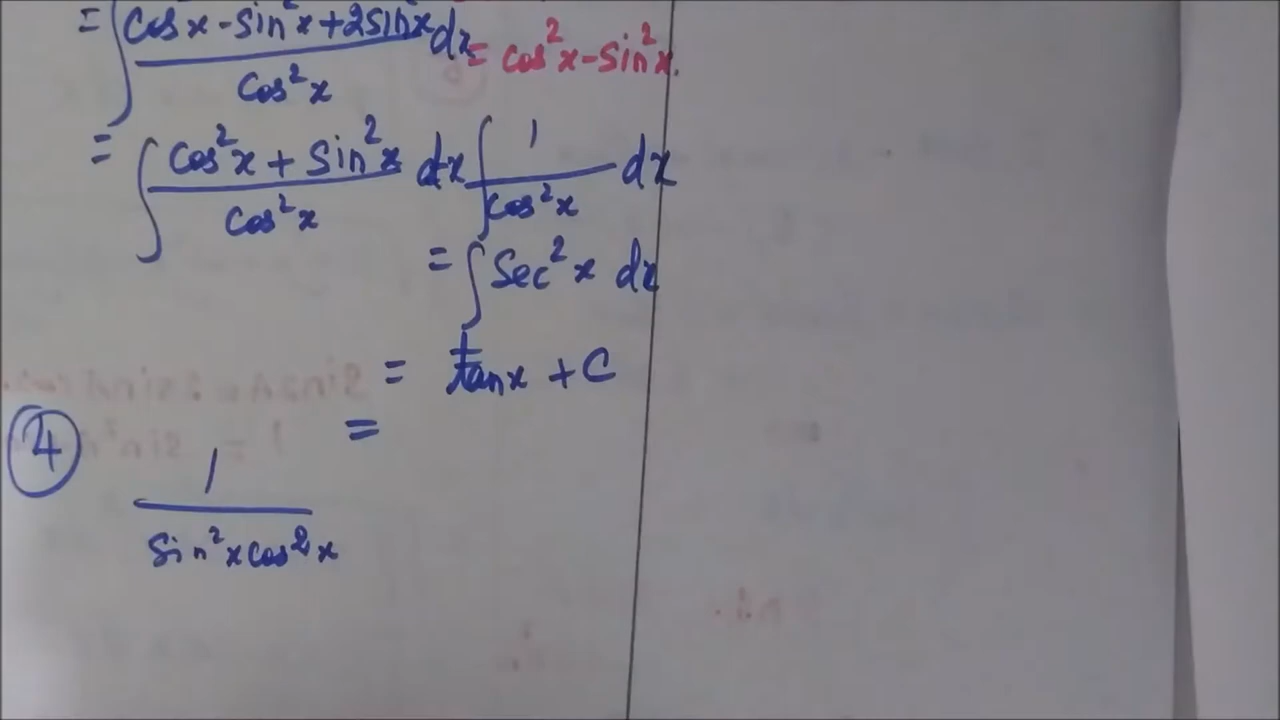 = ∫ cos²x - sin²x + 2sin²x / cos²x dx = cos²x - sin²x.
= ∫ cos²x + sin²x / cos²x dx ∫ 1 / cos²x dx
= ∫ sec²x dx
= tanx + C
=
④ 1 / sin²x cos²x